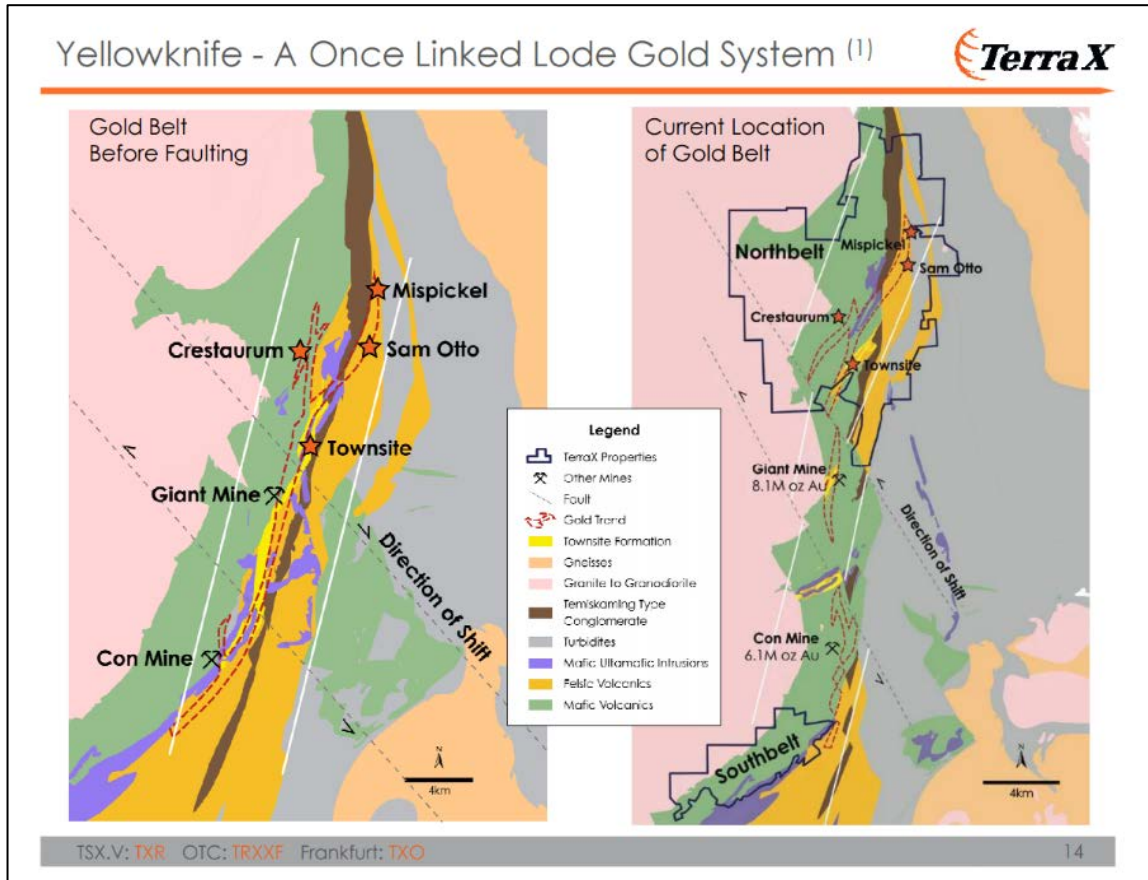 Yellowknife - A Once Linked Lode Gold System (1)
TerraX
Gold Belt
Before Faulting
Mispickel
Crestaurum
Sam Otto
Townsite
Giant Mine
Direction of Shift
Con Mine
N
4km
Legend
TerraX Properties
Other Mines
Fault
Gold Trend
Townsite Formation
Gneisses
Granite to Granodiorite
Temiskaming Type
Conglomerate
Turbidites
Mafic Ultamafic Intrusions
Felsic Volcanics
Mafic Volcanics
Current Location
of Gold Belt
Northbelt
Mispickel
Sam Otto
Crestaurum
Townsite
Giant Mine
8.1M oz Au
Direction of Shift
Con Mine
6.1M oz Au
Southbelt
N
4km
TSX.V: TXR OTC: TRXXF Frankfurt: TXO
14